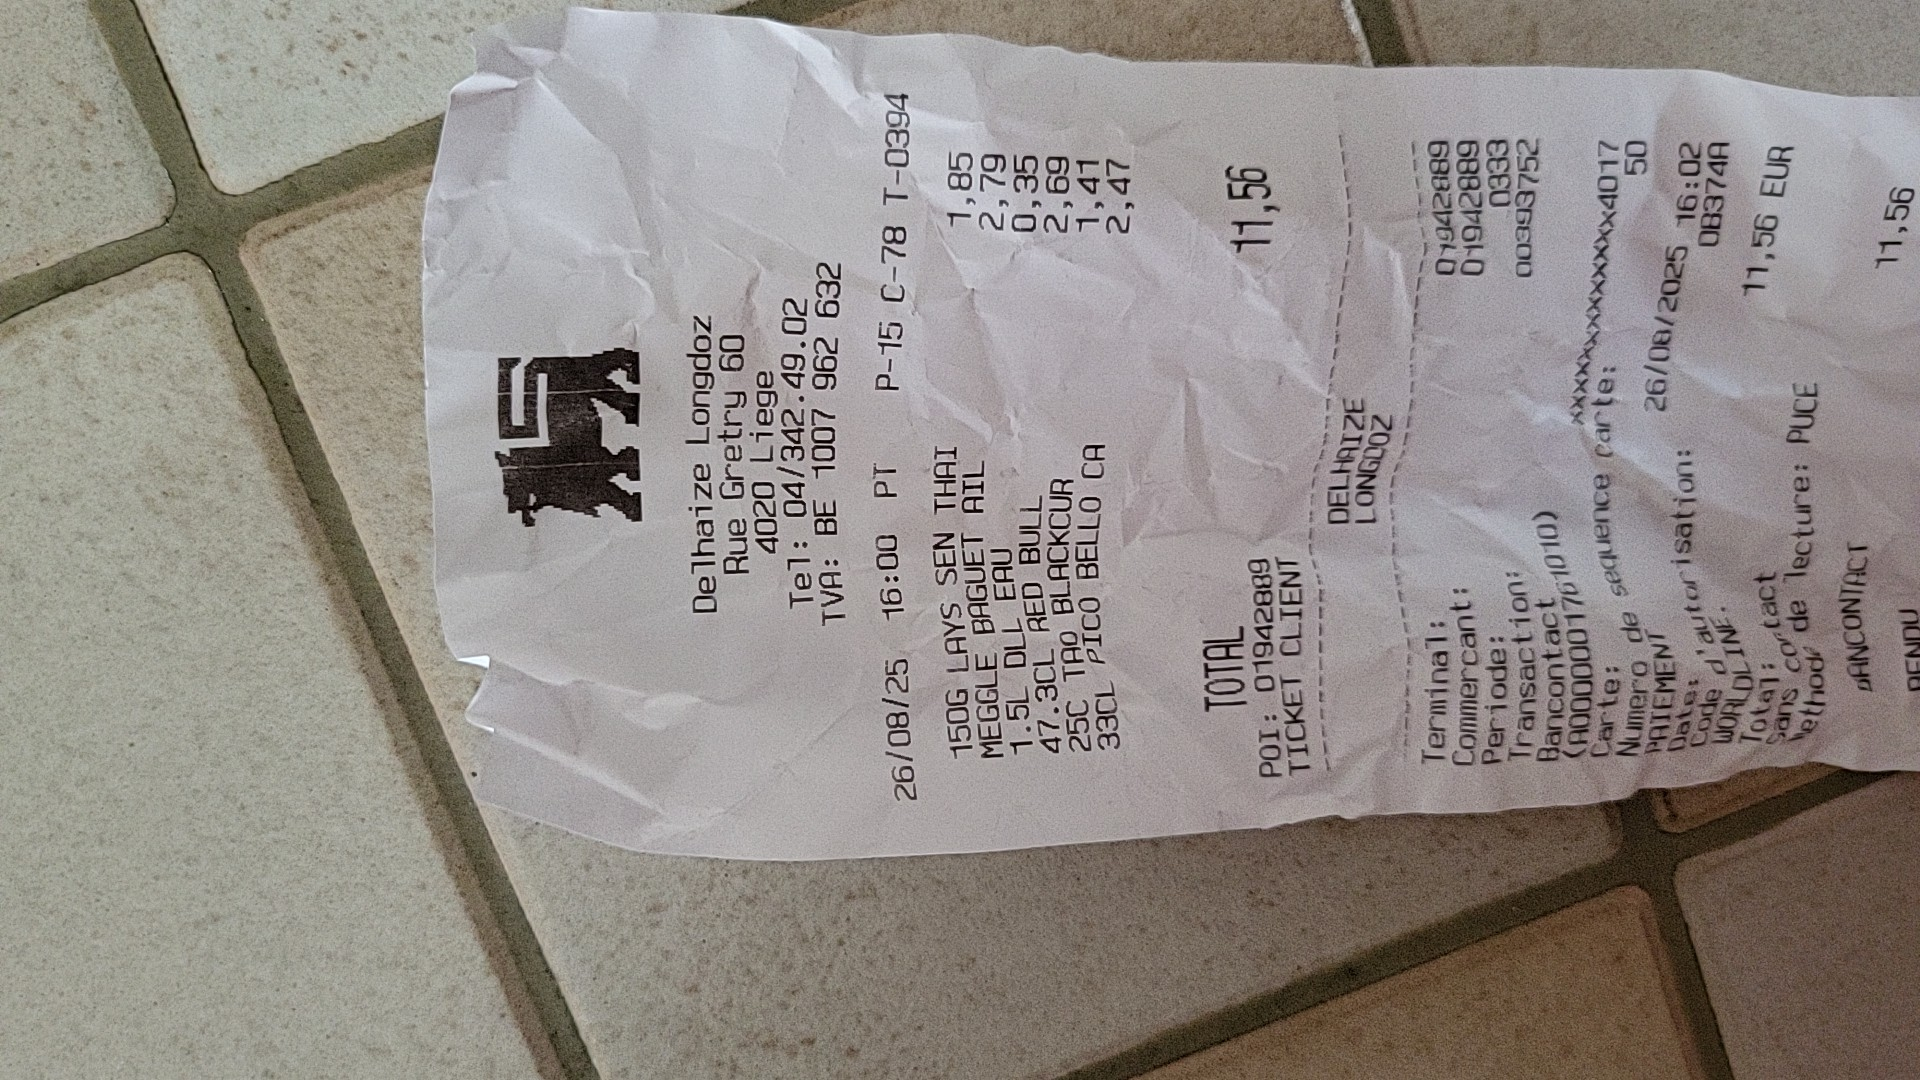 Delhaize Longdoz
Rue Gretry 60
4020 Liege
Tel: 04/342.49.02
TVA: BE 1007 962 632
26/08/25 16:00 PT P-15 C-78 T-0394
150G LAYS SEN THAI 1,85
MEGGLE BAGUET AIL 2,79
1.5L DLL EAU 0,35
47.3CL RED BULL 2,69
25C TAO BLACKCUR 1,41
33CL PICO BELLO CA 2,47
TOTAL 11,56
POI: 01942889
TICKET CLIENT
DELHAIZE
LONGDOZ
Terminal: 01942889
Commercant: 01942889
Periode: 0333
Transaction: 00393752
Bancontact
Carte: xxxxxxxxxxxxxxx4017
Numero de sequence carte: 50
PAIEMENT
Date: 26/08/2025 16:02
Code d'autorisation: 0B374A
WORLDLINE.
Total: 11,56 EUR
Sans contact
Methode de lecture: PUCE
BANCONTACT 11,56
RENDU